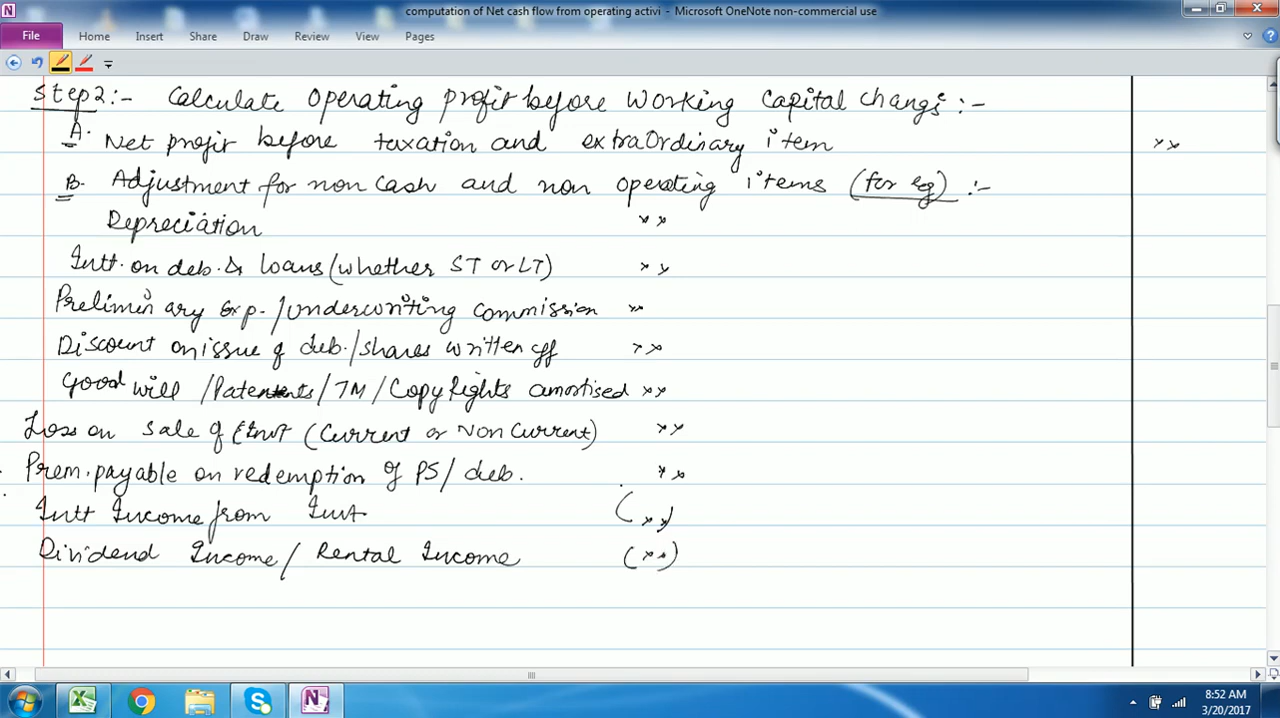 computation of Net cash flow from operating activi - Microsoft OneNote non-commercial use
File Home Insert Share Draw Review View Pages
Step2:- Calculate Operating profit before Working Capital changs:-
A. Net profit before taxation and extraOrdinary item xx
B. Adjustment for non Cash and non operating items (for eg) :-
Depreciation xx
Intt. on deb. & loans (whether ST or LT) xx
Preliminary Exp./underwriting commission xx
Discount on issue of deb./shares written off xx
Good will /Patents/TM/CopyRights amortised xx
Loss on Sale of Invt (Current or Non Current) xx
Prem. payable on redemption of PS/deb. xx
Intt Income from Invt (xx)
Dividend Income/Rental Income (xx)
8:52 AM
3/20/2017